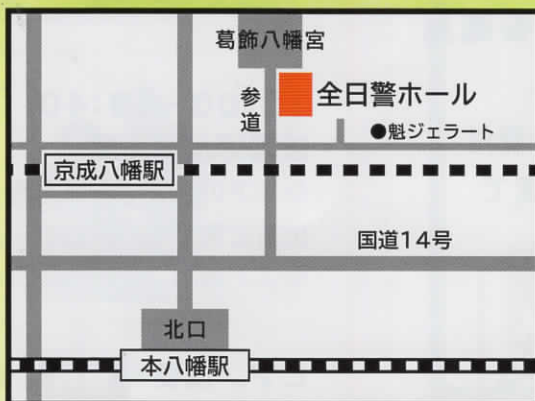 葛飾八幡宮
参道
全日警ホール
●魁ジェラート
京成八幡駅
国道14号
北口
本八幡駅